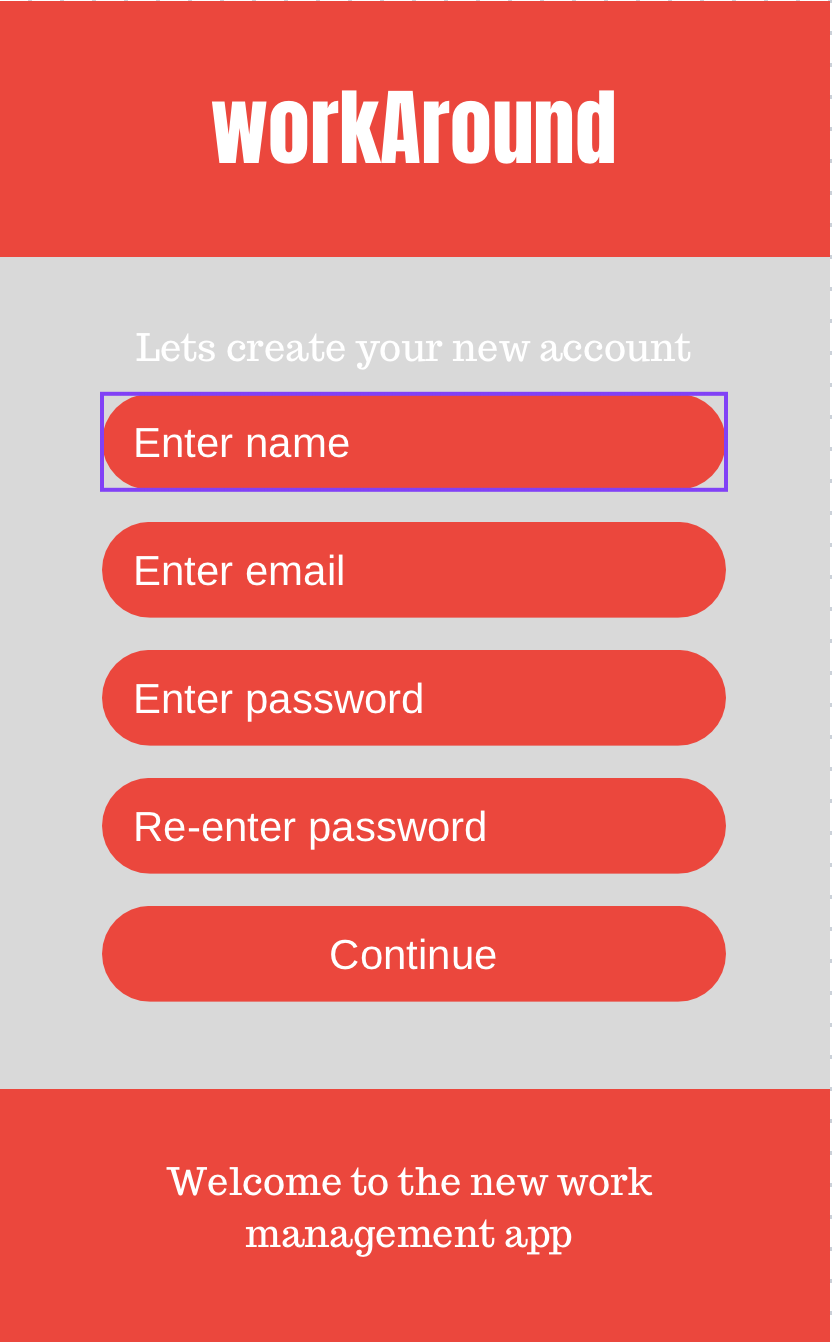 workAround
Lets create your new account
Enter name
Enter email
Enter password
Re-enter password
Continue
Welcome to the new work
management app